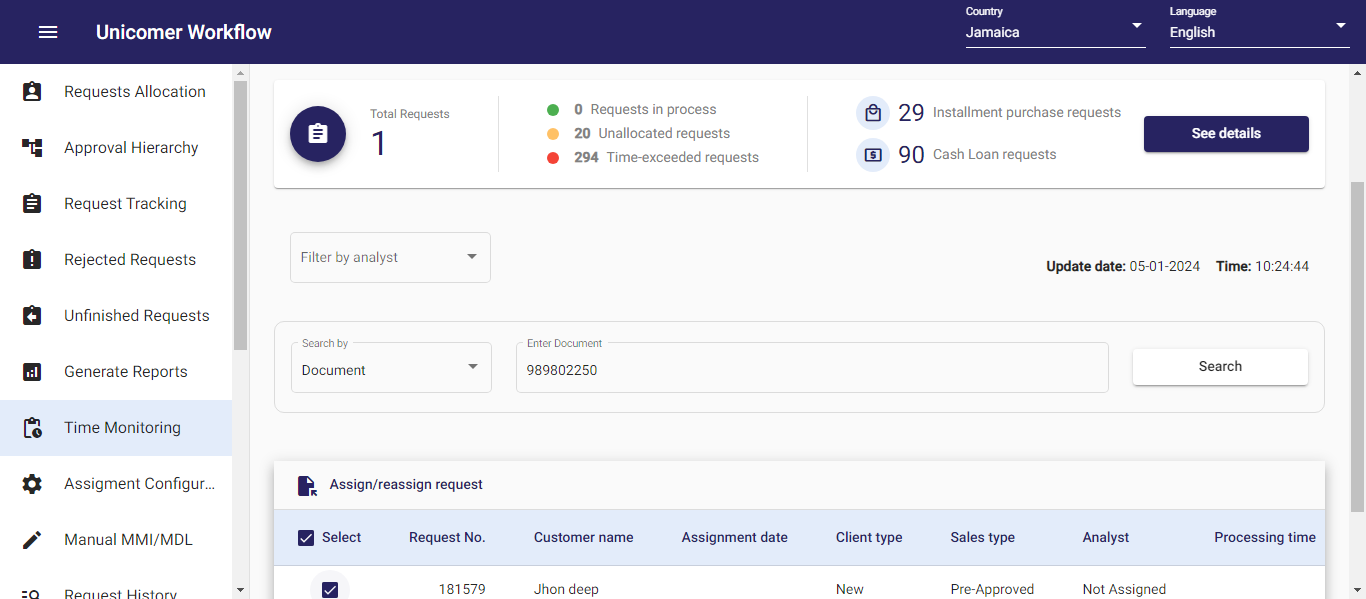 Unicomer Workflow
Country
Jamaica
Language
English
Requests Allocation
Approval Hierarchy
Request Tracking
Rejected Requests
Unfinished Requests
Generate Reports
Time Monitoring
Assigment Configur...
Manual MMI/MDL
Request History
Total Requests
1
0 Requests in process
20 Unallocated requests
294 Time-exceeded requests
29 Installment purchase requests
90 Cash Loan requests
See details
Filter by analyst
Update date: 05-01-2024 Time: 10:24:44
Search by
Document
Enter Document
989802250
Search
Assign/reassign request
Select Request No. Customer name Assignment date Client type Sales type Analyst Processing time
181579 Jhon deep New Pre-Approved Not Assigned